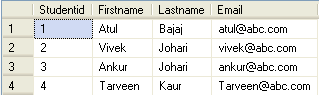 Studentid Firstname Lastname Email
1 1 Atul Bajaj atul@abc.com
2 2 Vivek Johari vivek@abc.com
3 3 Ankur Johari ankur@abc.com
4 4 Tarveen Kaur Tarveen@abc.com